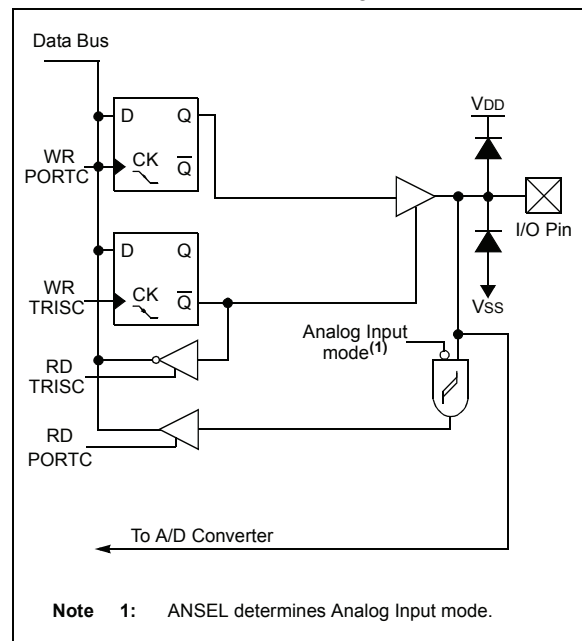 Data Bus
D Q
WR
PORTC
CK Q
VDD
I/O Pin
D Q
WR
TRISC
CK Q
VSS
Analog Input
mode(1)
RD
TRISC
RD
PORTC
To A/D Converter
Note 1: ANSEL determines Analog Input mode.